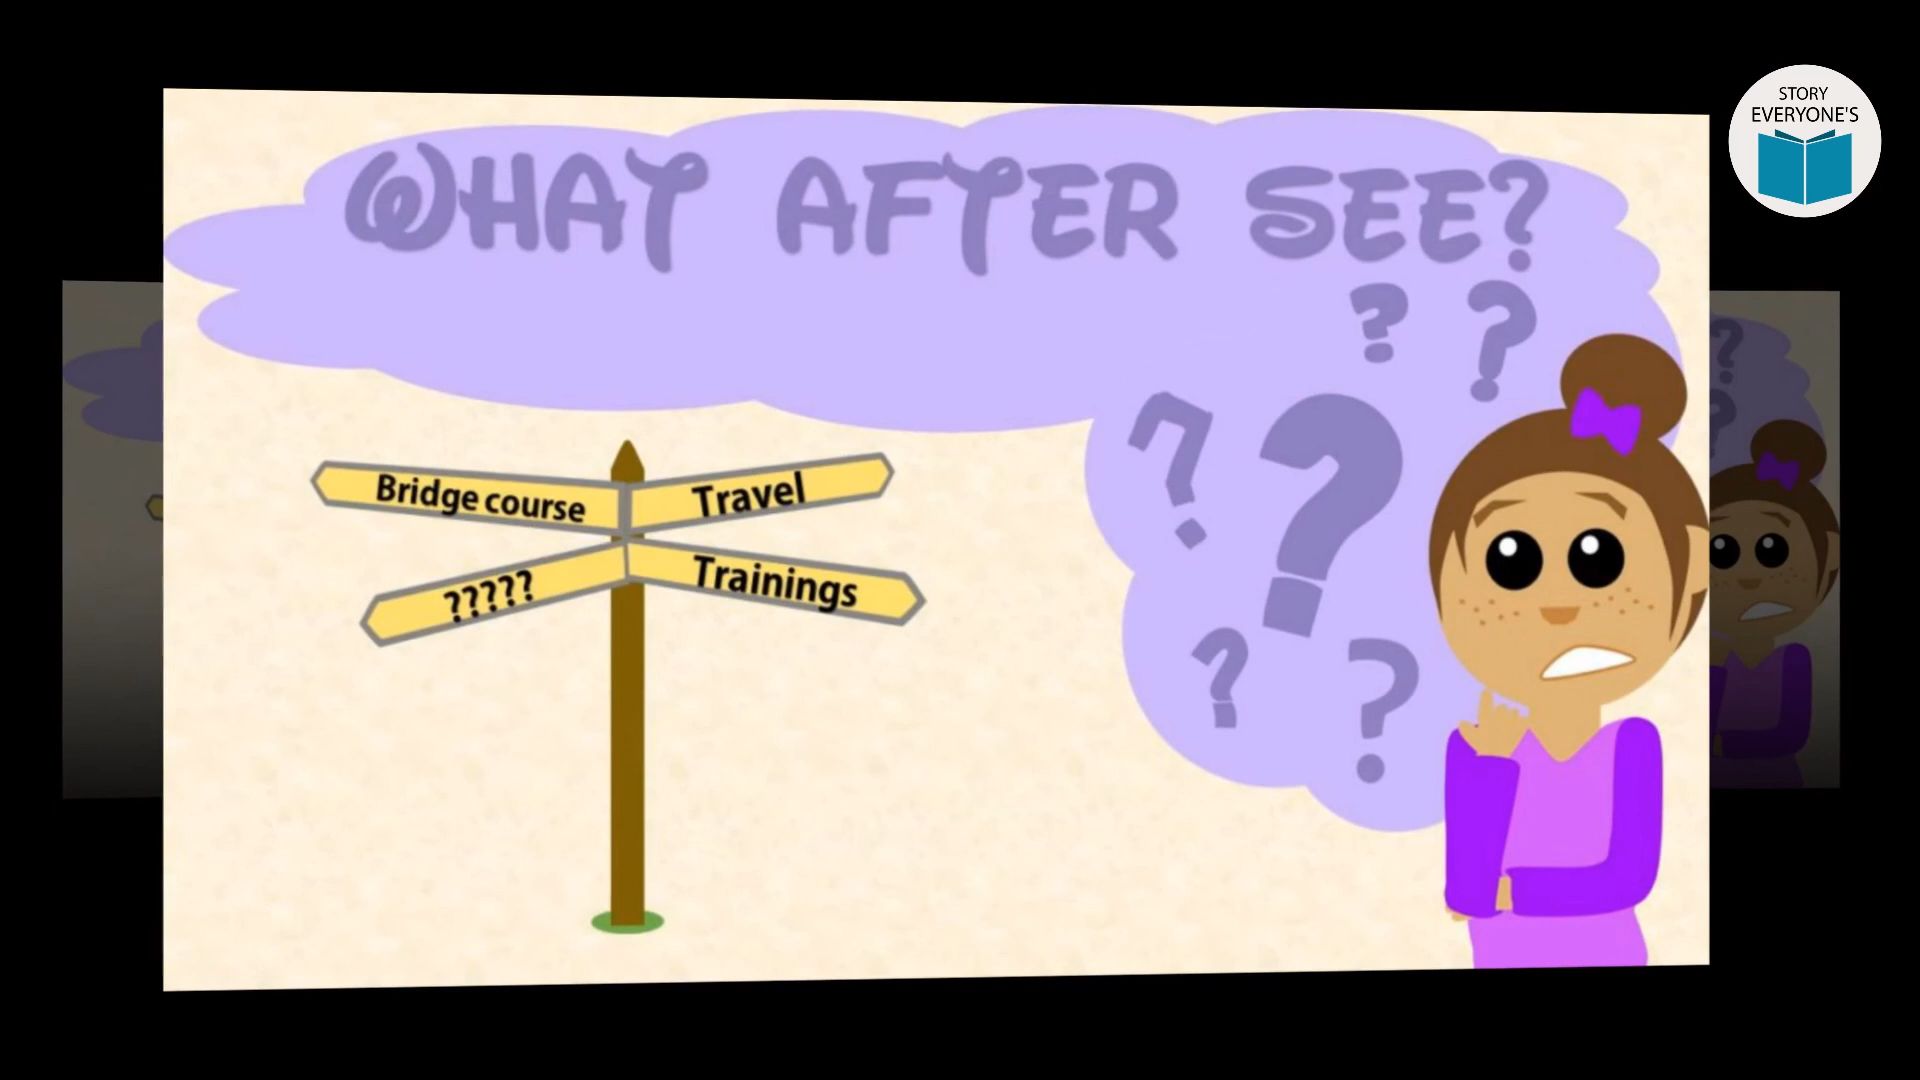 STORY
EVERYONE'S
WHAT AFTER SEE?
? ?
? ?
? ?
Bridge course
Travel
?????
Trainings